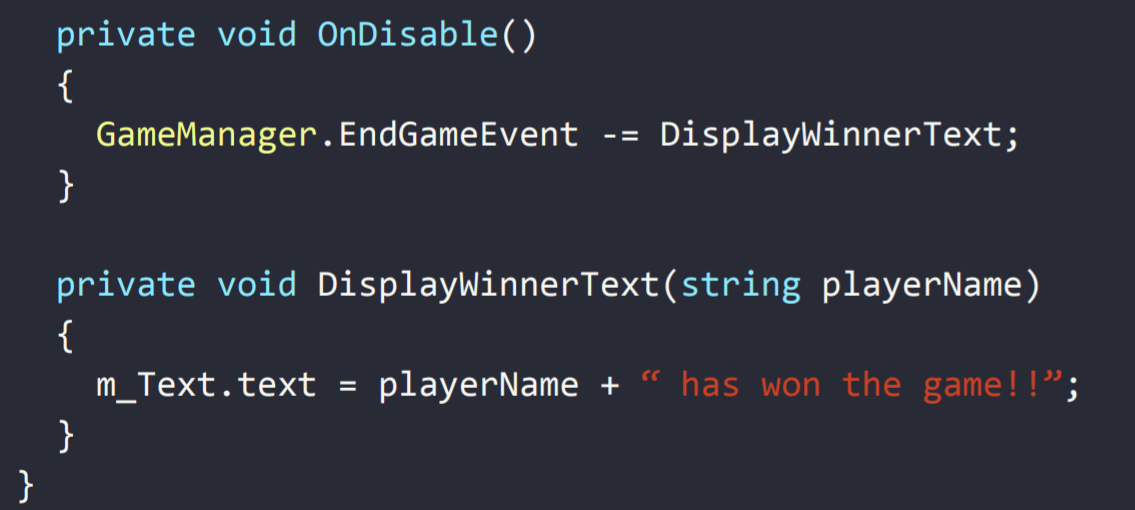 private void OnDisable()
{
GameManager.EndGameEvent -= DisplayWinnerText;
}
private void DisplayWinnerText(string playerName)
{
m_Text.text = playerName + “ has won the game!!”;
}
}